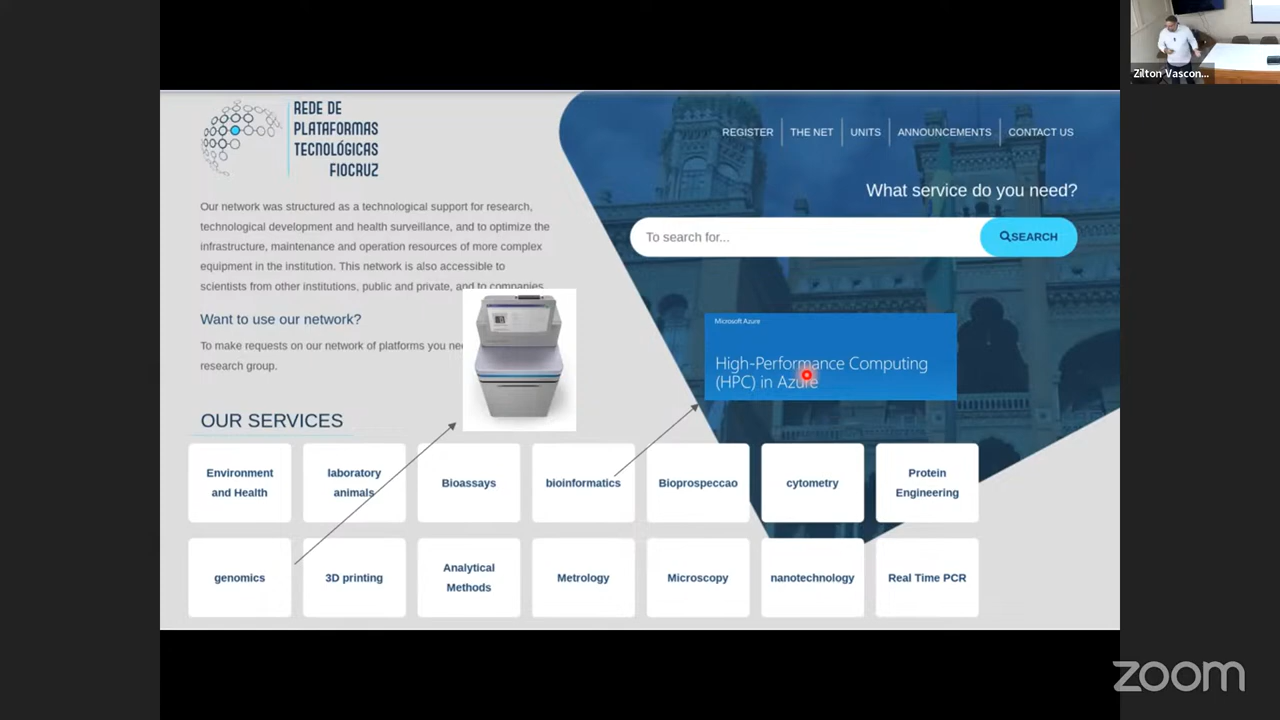 Zilton Vascon...
REDE DE
PLATAFORMAS
TECNOLÓGICAS
FIOCRUZ
REGISTER
THE NET
UNITS
ANNOUNCEMENTS
CONTACT US
Our network was structured as a technological support for research,
technological development and health surveillance, and to optimize the
infrastructure, maintenance and operation resources of more complex
equipment in the institution. This network is also accessible to
scientists from other institutions, public and private, and to companies.
What service do you need?
To search for...
SEARCH
Want to use our network?
To make requests on our network of platforms you
research group.
Microsoft Azure
High-Performance Computing
(HPC) in Azure
OUR SERVICES
Environment
and Health
laboratory
animals
Bioassays
bioinformatics
Bioprospeccao
cytometry
Protein
Engineering
genomics
3D printing
Analytical
Methods
Metrology
Microscopy
nanotechnology
Real Time PCR
zoom